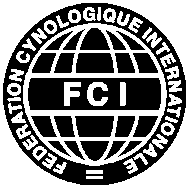 FEDERATION CYNOLOGIQUE INTERNATIONALE
FCI